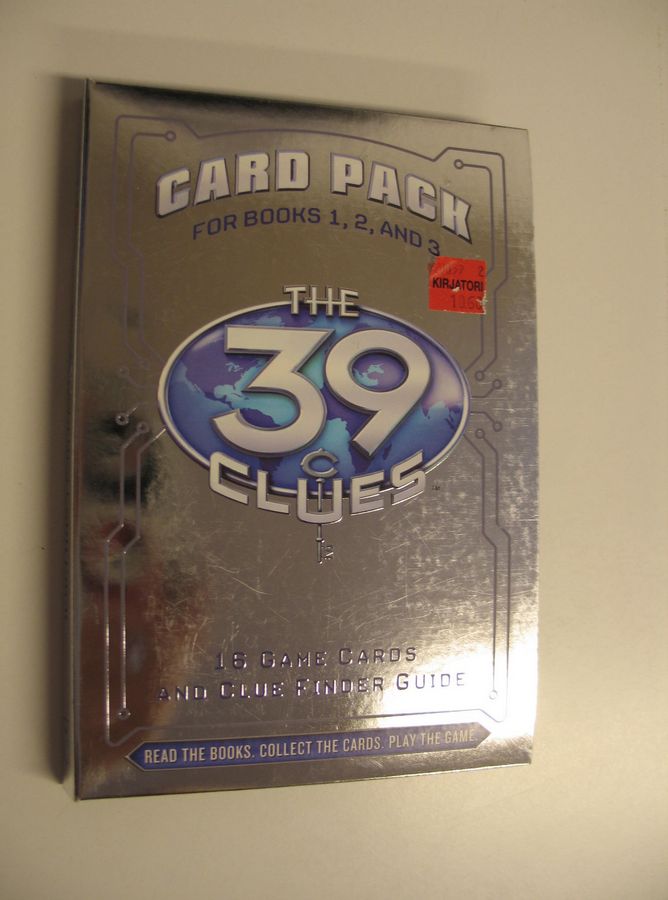 CARD PACK
FOR BOOKS 1, 2, AND 3
KIRJATORI
THE
39
CLUES
16 GAME CARDS
AND CLUE FINDER GUIDE
READ THE BOOKS. COLLECT THE CARDS. PLAY THE GAME.